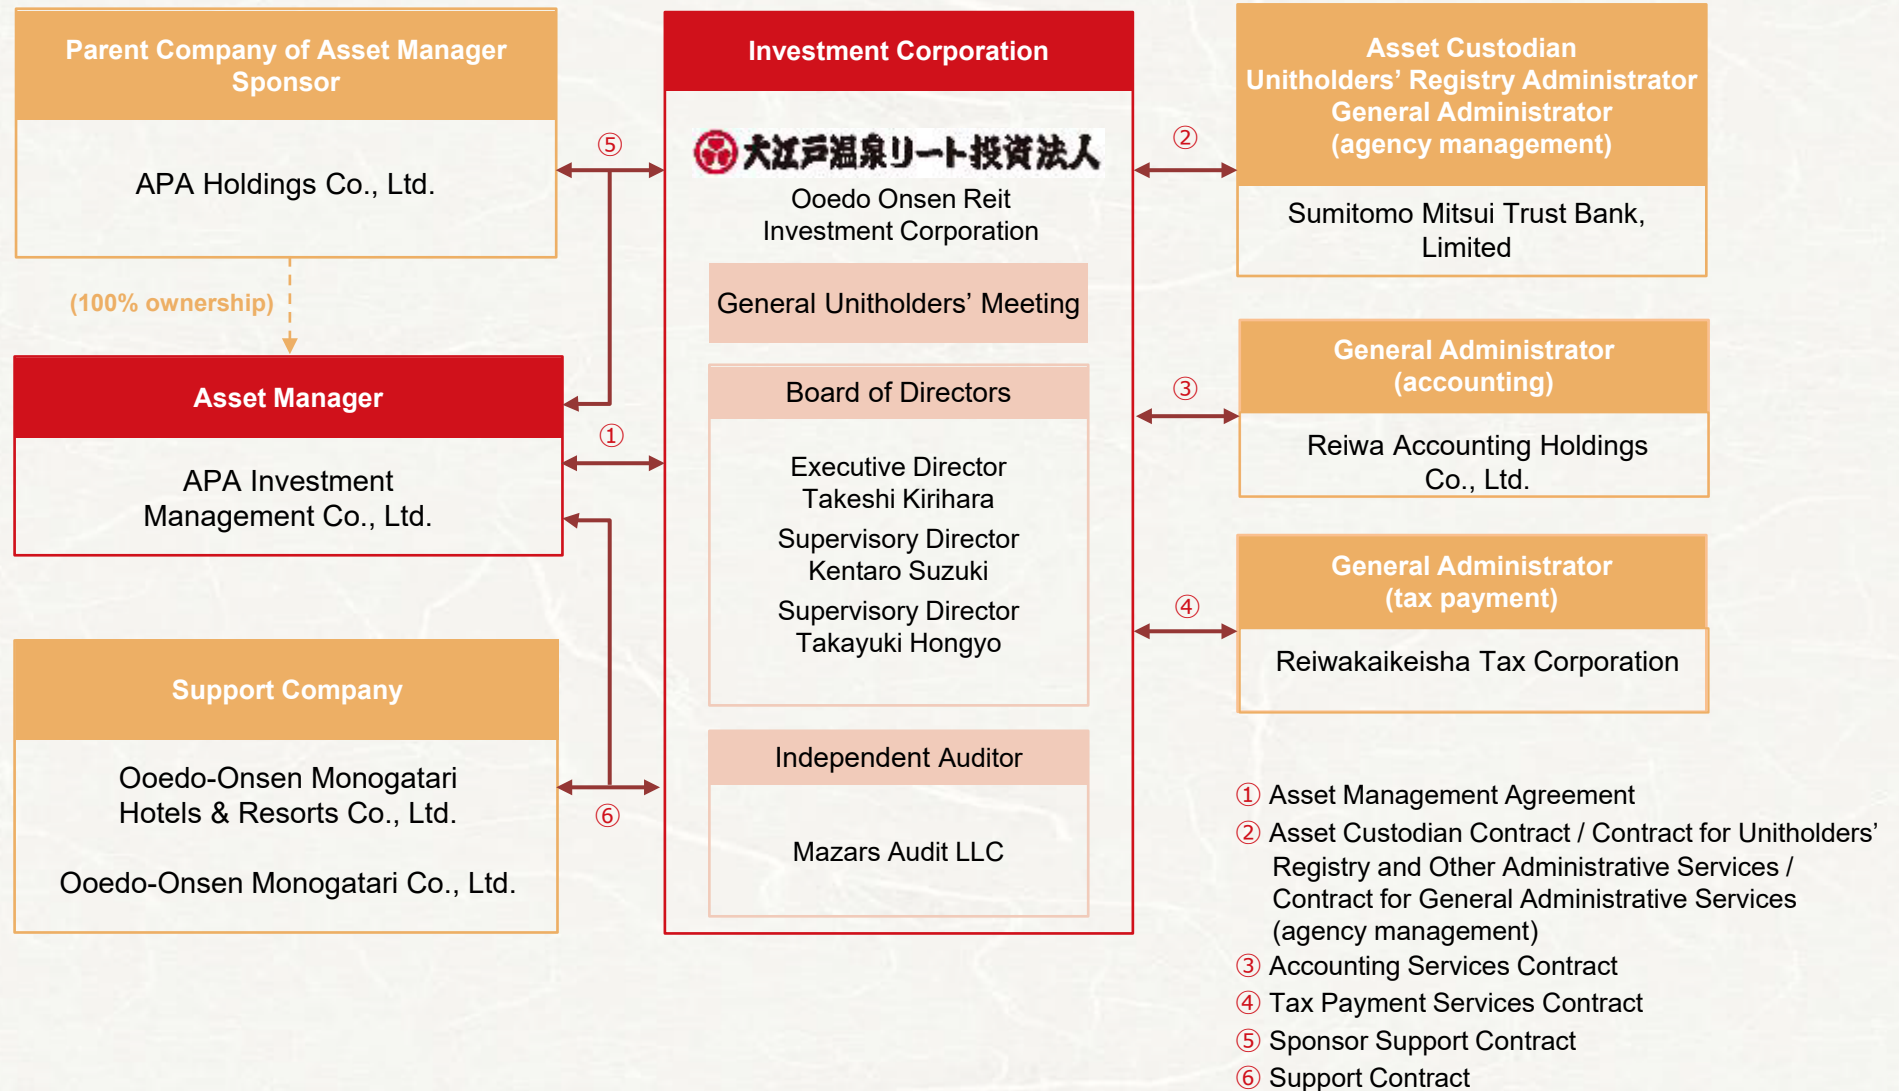 Parent Company of Asset Manager
Sponsor
APA Holdings Co., Ltd.
(100% ownership)
Asset Manager
APA Investment
Management Co., Ltd.
Support Company
Ooedo-Onsen Monogatari
Hotels & Resorts Co., Ltd.
Ooedo-Onsen Monogatari Co., Ltd.
⑤
①
⑥
Investment Corporation
大江戸温泉リート投資法人
Ooedo Onsen Reit
Investment Corporation
General Unitholders’ Meeting
Board of Directors
Executive Director
Takeshi Kirihara
Supervisory Director
Kentaro Suzuki
Supervisory Director
Takayuki Hongyo
Independent Auditor
Mazars Audit LLC
②
③
④
Asset Custodian
Unitholders’ Registry Administrator
General Administrator
(agency management)
Sumitomo Mitsui Trust Bank,
Limited
General Administrator
(accounting)
Reiwa Accounting Holdings
Co., Ltd.
General Administrator
(tax payment)
Reiwakaikeisha Tax Corporation
① Asset Management Agreement
② Asset Custodian Contract / Contract for Unitholders’
Registry and Other Administrative Services /
Contract for General Administrative Services
(agency management)
③ Accounting Services Contract
④ Tax Payment Services Contract
⑤ Sponsor Support Contract
⑥ Support Contract